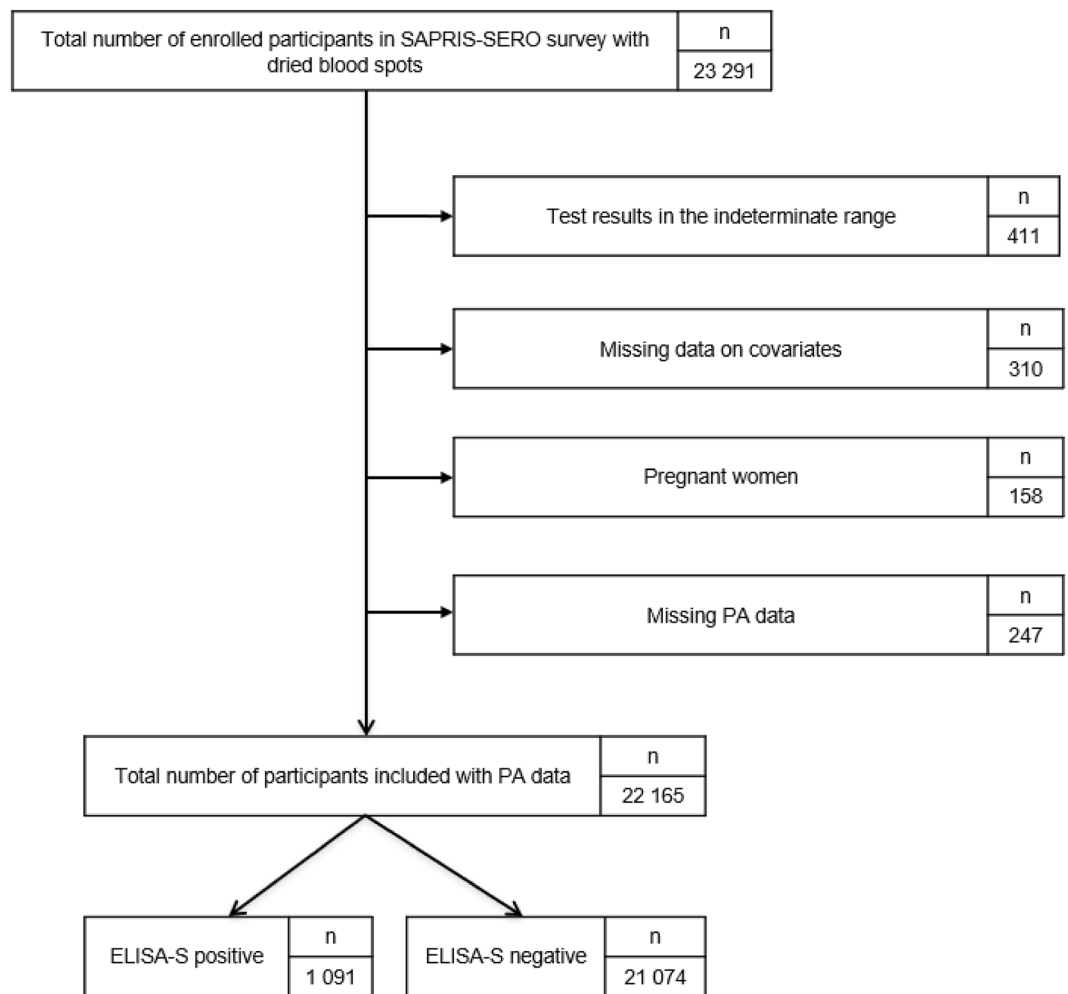 Total number of enrolled participants in SAPRIS-SERO survey with
dried blood spots
n
23 291
Test results in the indeterminate range
n
411
Missing data on covariates
n
310
Pregnant women
n
158
Missing PA data
n
247
Total number of participants included with PA data
n
22 165
ELISA-S positive
n
1 091
ELISA-S negative
n
21 074